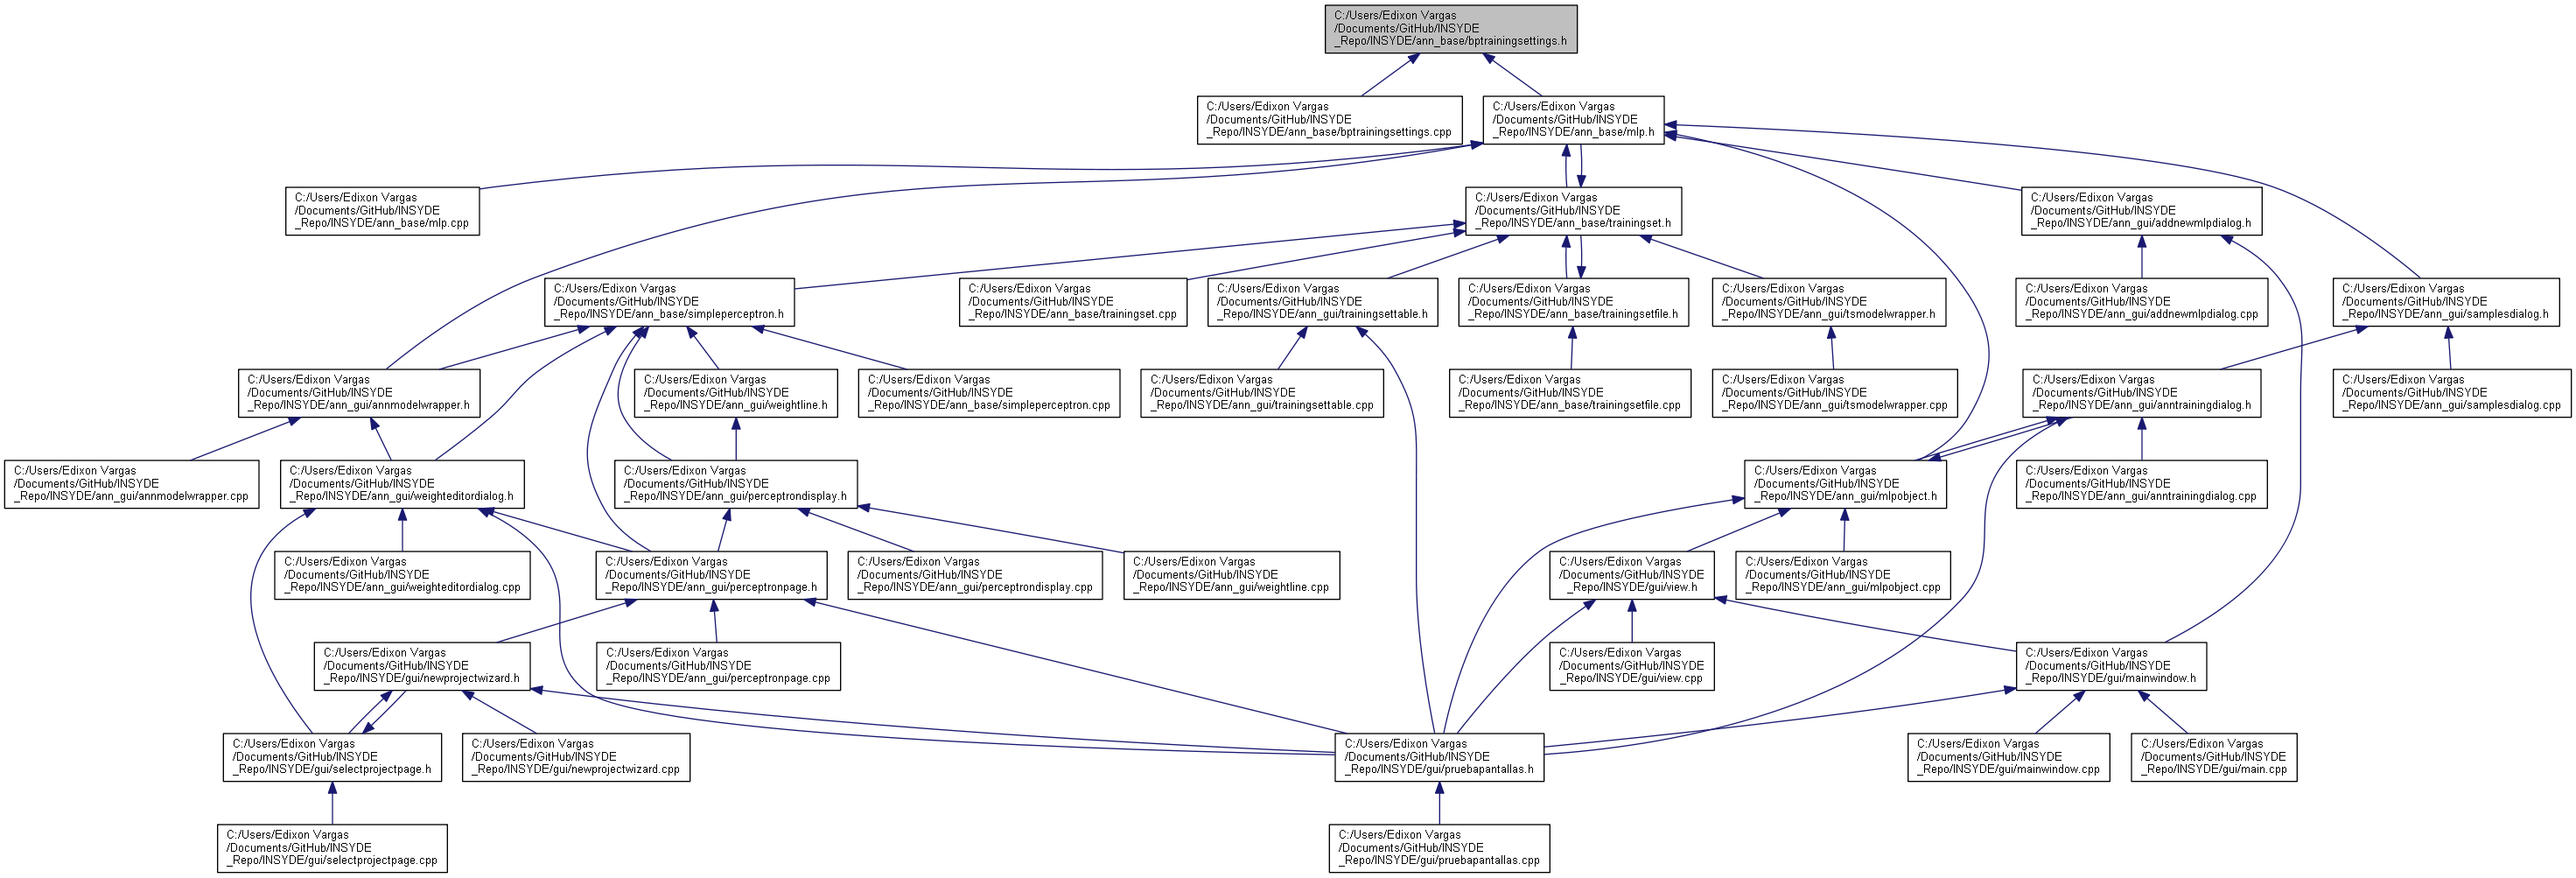 C:/Users/Edixon Vargas
/Documents/GitHub/INSYDE
_Repo/INSYDE/ann_base/bptrainingsettings.h
C:/Users/Edixon Vargas
/Documents/GitHub/INSYDE
_Repo/INSYDE/ann_base/bptrainingsettings.cpp
C:/Users/Edixon Vargas
/Documents/GitHub/INSYDE
_Repo/INSYDE/ann_base/mlp.h
C:/Users/Edixon Vargas
/Documents/GitHub/INSYDE
_Repo/INSYDE/ann_base/mlp.cpp
C:/Users/Edixon Vargas
/Documents/GitHub/INSYDE
_Repo/INSYDE/ann_base/trainingset.h
C:/Users/Edixon Vargas
/Documents/GitHub/INSYDE
_Repo/INSYDE/ann_gui/addnewmlpdialog.h
C:/Users/Edixon Vargas
/Documents/GitHub/INSYDE
_Repo/INSYDE/ann_base/simpleperceptron.h
C:/Users/Edixon Vargas
/Documents/GitHub/INSYDE
_Repo/INSYDE/ann_base/trainingset.cpp
C:/Users/Edixon Vargas
/Documents/GitHub/INSYDE
_Repo/INSYDE/ann_gui/trainingsettable.h
C:/Users/Edixon Vargas
/Documents/GitHub/INSYDE
_Repo/INSYDE/ann_base/trainingsetfile.h
C:/Users/Edixon Vargas
/Documents/GitHub/INSYDE
_Repo/INSYDE/ann_gui/tsmodelwrapper.h
C:/Users/Edixon Vargas
/Documents/GitHub/INSYDE
_Repo/INSYDE/ann_gui/addnewmlpdialog.cpp
C:/Users/Edixon Vargas
/Documents/GitHub/INSYDE
_Repo/INSYDE/ann_gui/samplesdialog.h
C:/Users/Edixon Vargas
/Documents/GitHub/INSYDE
_Repo/INSYDE/ann_gui/annmodelwrapper.h
C:/Users/Edixon Vargas
/Documents/GitHub/INSYDE
_Repo/INSYDE/ann_gui/weightline.h
C:/Users/Edixon Vargas
/Documents/GitHub/INSYDE
_Repo/INSYDE/ann_base/simpleperceptron.cpp
C:/Users/Edixon Vargas
/Documents/GitHub/INSYDE
_Repo/INSYDE/ann_gui/trainingsettable.cpp
C:/Users/Edixon Vargas
/Documents/GitHub/INSYDE
_Repo/INSYDE/ann_base/trainingsetfile.cpp
C:/Users/Edixon Vargas
/Documents/GitHub/INSYDE
_Repo/INSYDE/ann_gui/tsmodelwrapper.cpp
C:/Users/Edixon Vargas
/Documents/GitHub/INSYDE
_Repo/INSYDE/ann_gui/anntrainingdialog.h
C:/Users/Edixon Vargas
/Documents/GitHub/INSYDE
_Repo/INSYDE/ann_gui/samplesdialog.cpp
C:/Users/Edixon Vargas
/Documents/GitHub/INSYDE
_Repo/INSYDE/ann_gui/annmodelwrapper.cpp
C:/Users/Edixon Vargas
/Documents/GitHub/INSYDE
_Repo/INSYDE/ann_gui/weighteditordialog.h
C:/Users/Edixon Vargas
/Documents/GitHub/INSYDE
_Repo/INSYDE/ann_gui/perceptrondisplay.h
C:/Users/Edixon Vargas
/Documents/GitHub/INSYDE
_Repo/INSYDE/ann_gui/mlpobject.h
C:/Users/Edixon Vargas
/Documents/GitHub/INSYDE
_Repo/INSYDE/ann_gui/anntrainingdialog.cpp
C:/Users/Edixon Vargas
/Documents/GitHub/INSYDE
_Repo/INSYDE/ann_gui/weighteditordialog.cpp
C:/Users/Edixon Vargas
/Documents/GitHub/INSYDE
_Repo/INSYDE/ann_gui/perceptronpage.h
C:/Users/Edixon Vargas
/Documents/GitHub/INSYDE
_Repo/INSYDE/ann_gui/perceptrondisplay.cpp
C:/Users/Edixon Vargas
/Documents/GitHub/INSYDE
_Repo/INSYDE/ann_gui/weightline.cpp
C:/Users/Edixon Vargas
/Documents/GitHub/INSYDE
_Repo/INSYDE/gui/view.h
C:/Users/Edixon Vargas
/Documents/GitHub/INSYDE
_Repo/INSYDE/ann_gui/mlpobject.cpp
C:/Users/Edixon Vargas
/Documents/GitHub/INSYDE
_Repo/INSYDE/gui/newprojectwizard.h
C:/Users/Edixon Vargas
/Documents/GitHub/INSYDE
_Repo/INSYDE/ann_gui/perceptronpage.cpp
C:/Users/Edixon Vargas
/Documents/GitHub/INSYDE
_Repo/INSYDE/gui/view.cpp
C:/Users/Edixon Vargas
/Documents/GitHub/INSYDE
_Repo/INSYDE/gui/mainwindow.h
C:/Users/Edixon Vargas
/Documents/GitHub/INSYDE
_Repo/INSYDE/gui/selectprojectpage.h
C:/Users/Edixon Vargas
/Documents/GitHub/INSYDE
_Repo/INSYDE/gui/newprojectwizard.cpp
C:/Users/Edixon Vargas
/Documents/GitHub/INSYDE
_Repo/INSYDE/gui/pruebapantallas.h
C:/Users/Edixon Vargas
/Documents/GitHub/INSYDE
_Repo/INSYDE/gui/mainwindow.cpp
C:/Users/Edixon Vargas
/Documents/GitHub/INSYDE
_Repo/INSYDE/gui/main.cpp
C:/Users/Edixon Vargas
/Documents/GitHub/INSYDE
_Repo/INSYDE/gui/selectprojectpage.cpp
C:/Users/Edixon Vargas
/Documents/GitHub/INSYDE
_Repo/INSYDE/gui/pruebapantallas.cpp